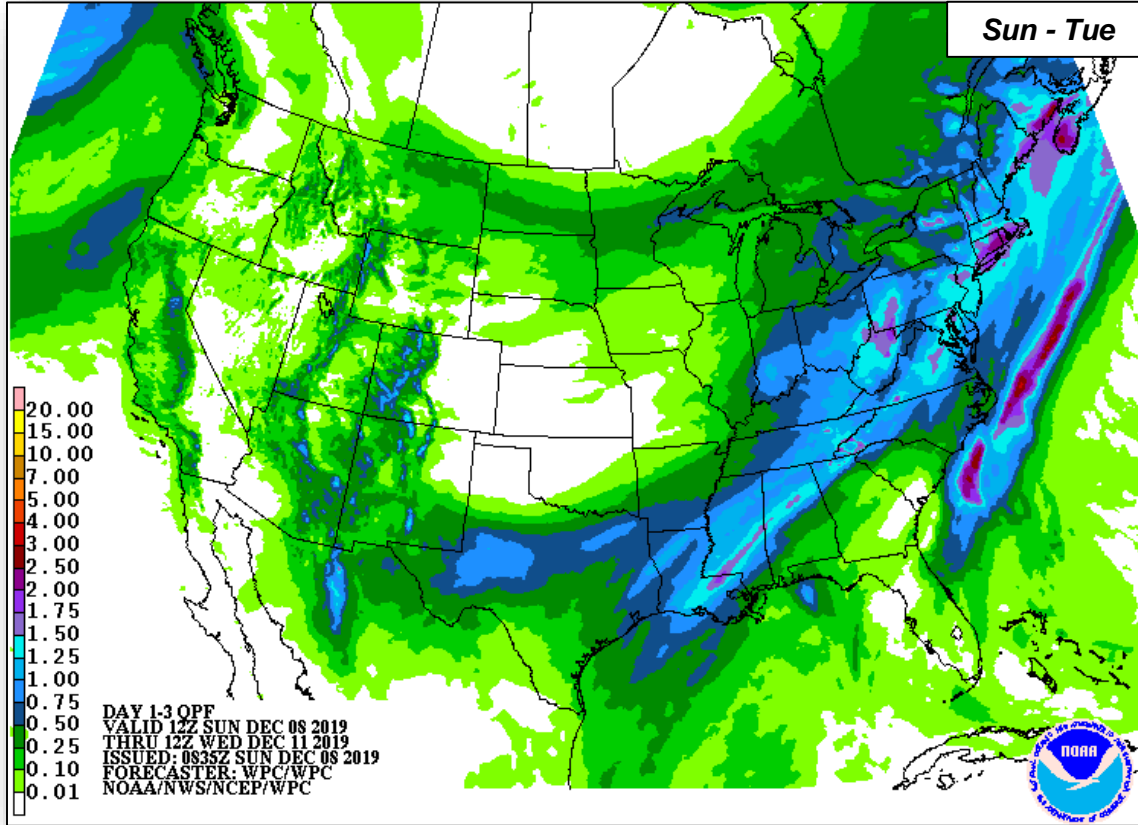 Sun - Tue
20.00
15.00
10.00
7.00
5.00
4.00
3.00
2.50
2.00
1.75
1.50
1.25
1.00
0.75
0.50
0.25
0.10
0.01
DAY 1-3 QPF
VALID 12Z SUN DEC 08 2019
THRU 12Z WED DEC 11 2019
ISSUED: 0835Z SUN DEC 08 2019
FORECASTER: WPC/WPC
NOAA/NWS/NCEP/WPC
NOAA